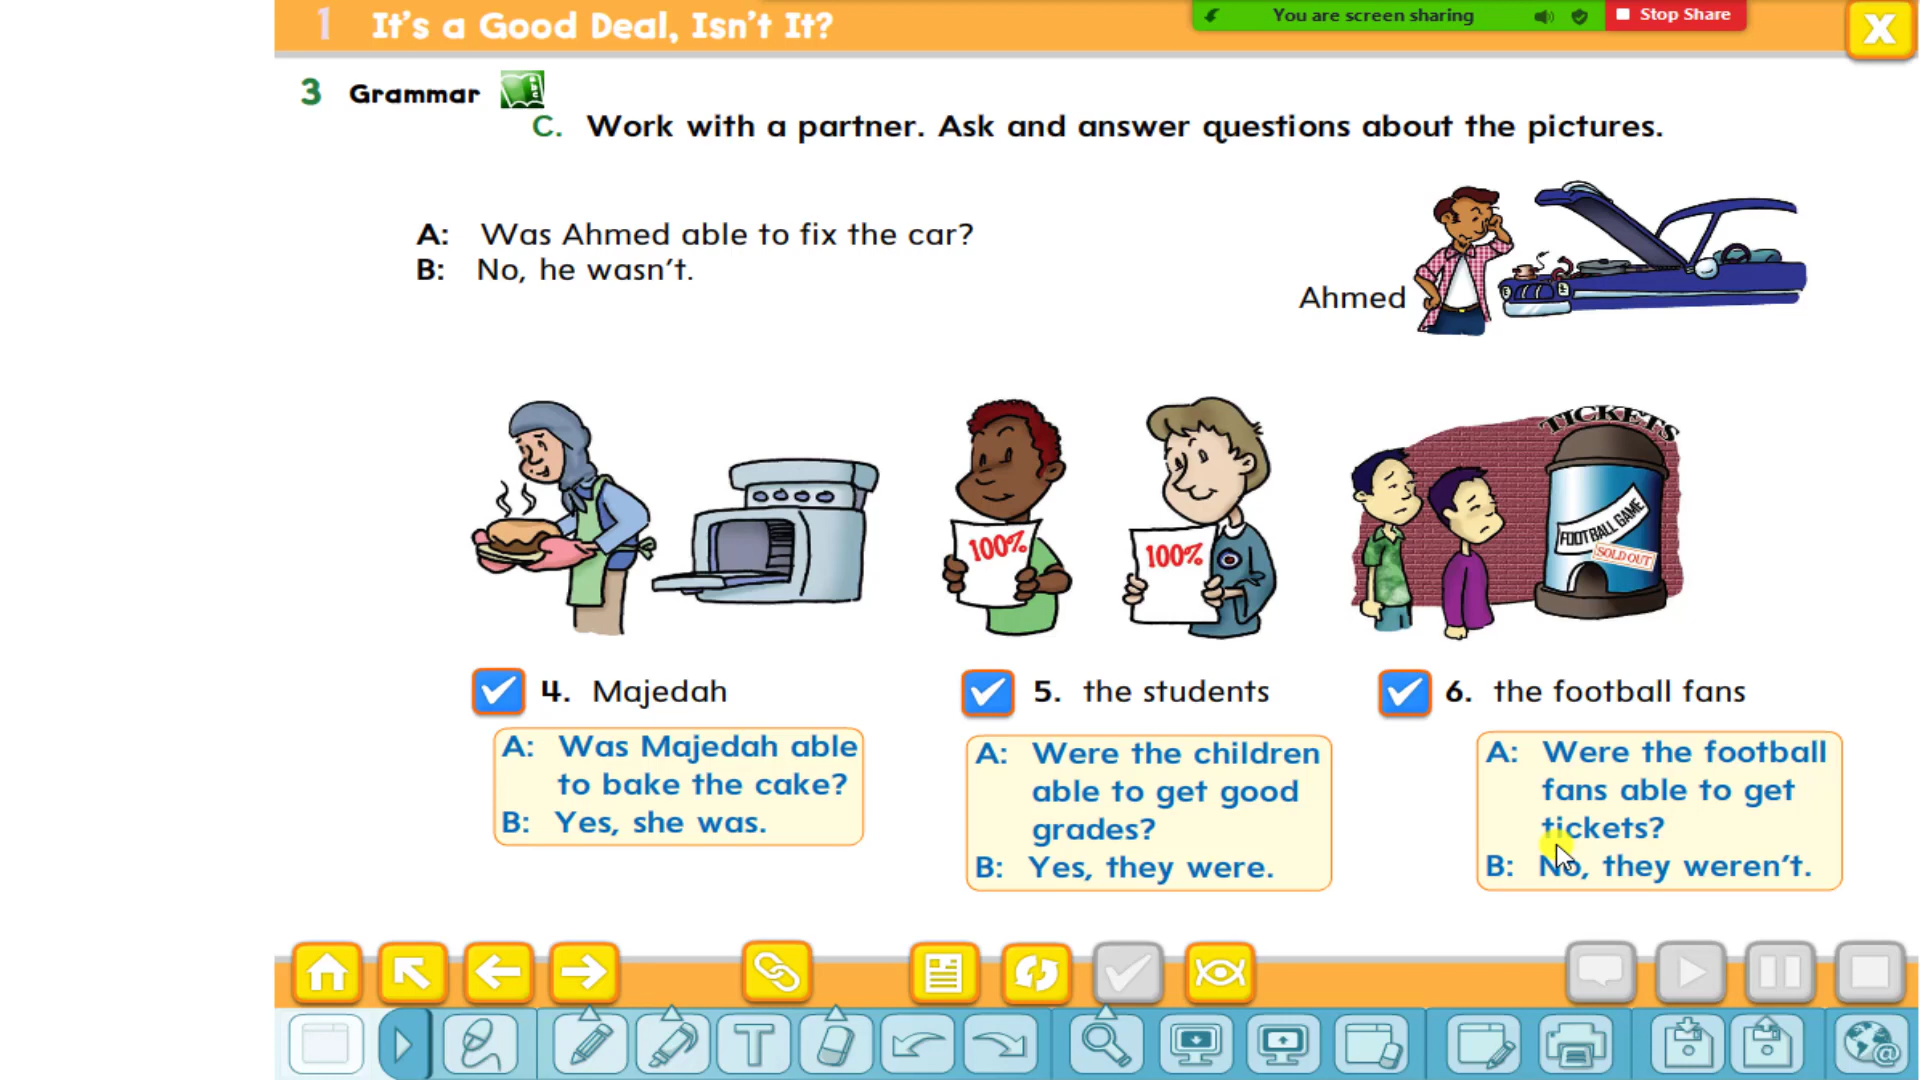 1 It's a Good Deal, Isn't It?
You are screen sharing
Stop Share
X
3 Grammar
C. Work with a partner. Ask and answer questions about the pictures.
A: Was Ahmed able to fix the car?
B: No, he wasn't.
Ahmed
100%
100%
TICKETS
FOOTBALL GAME
SOLD OUT
4. Majedah
5. the students
6. the football fans
A: Was Majedah able
to bake the cake?
B: Yes, she was.
A: Were the children
able to get good
grades?
B: Yes, they were.
A: Were the football
fans able to get
tickets?
B: No, they weren't.
T
@